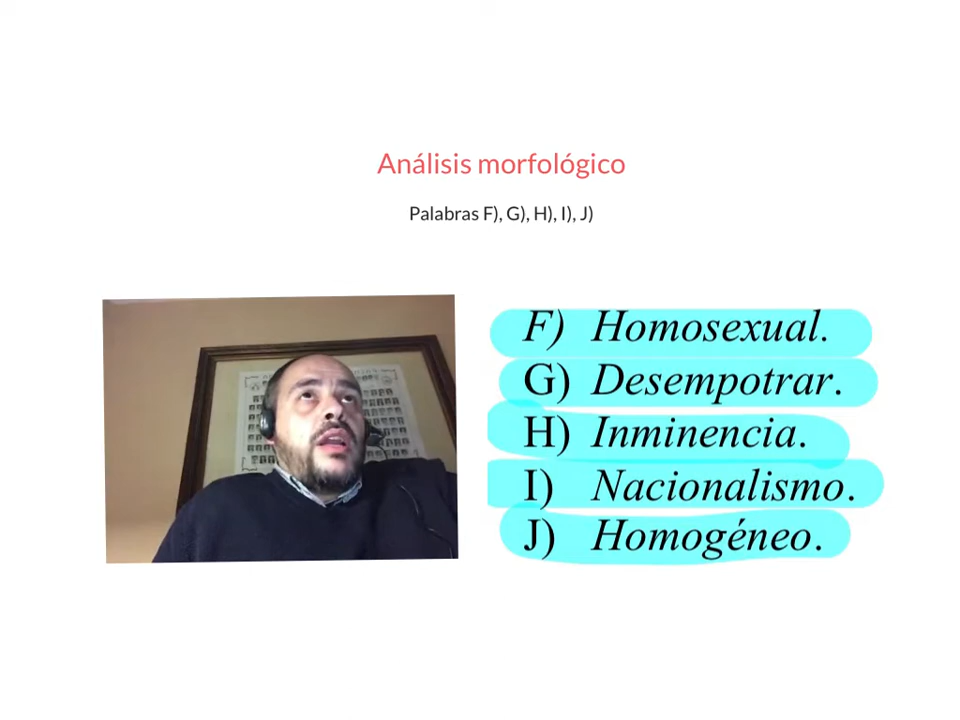 Análisis morfológico
Palabras F), G), H), I), J)
F) Homosexual.
G) Desempotrar.
H) Inminencia.
I) Nacionalismo.
J) Homogéneo.